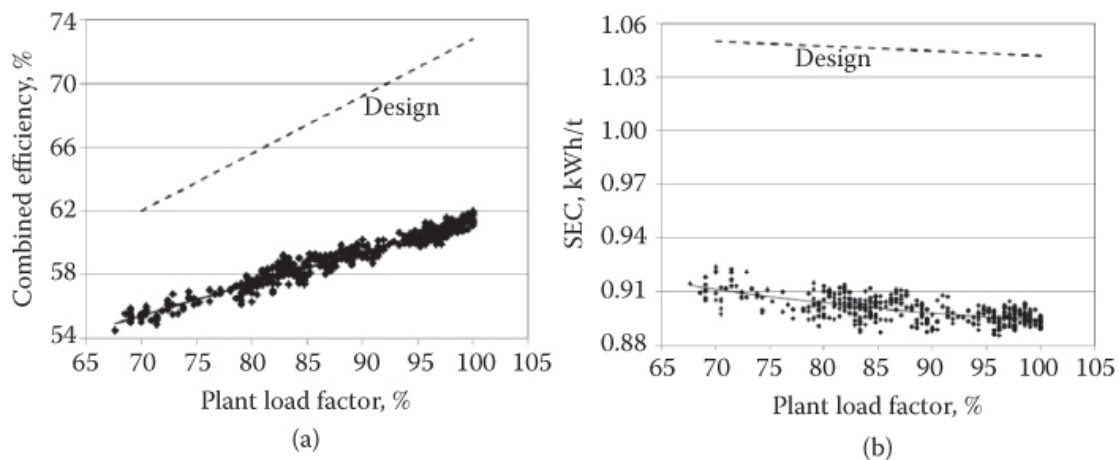 74
70
66
62
58
54
Combined efficiency, %
Design
65 70 75 80 85 90 95 100 105
Plant load factor, %
(a)
1.06
1.03
1.00
0.97
0.94
0.91
0.88
SEC, kWh/t
Design
65 70 75 80 85 90 95 100 105
Plant load factor, %
(b)